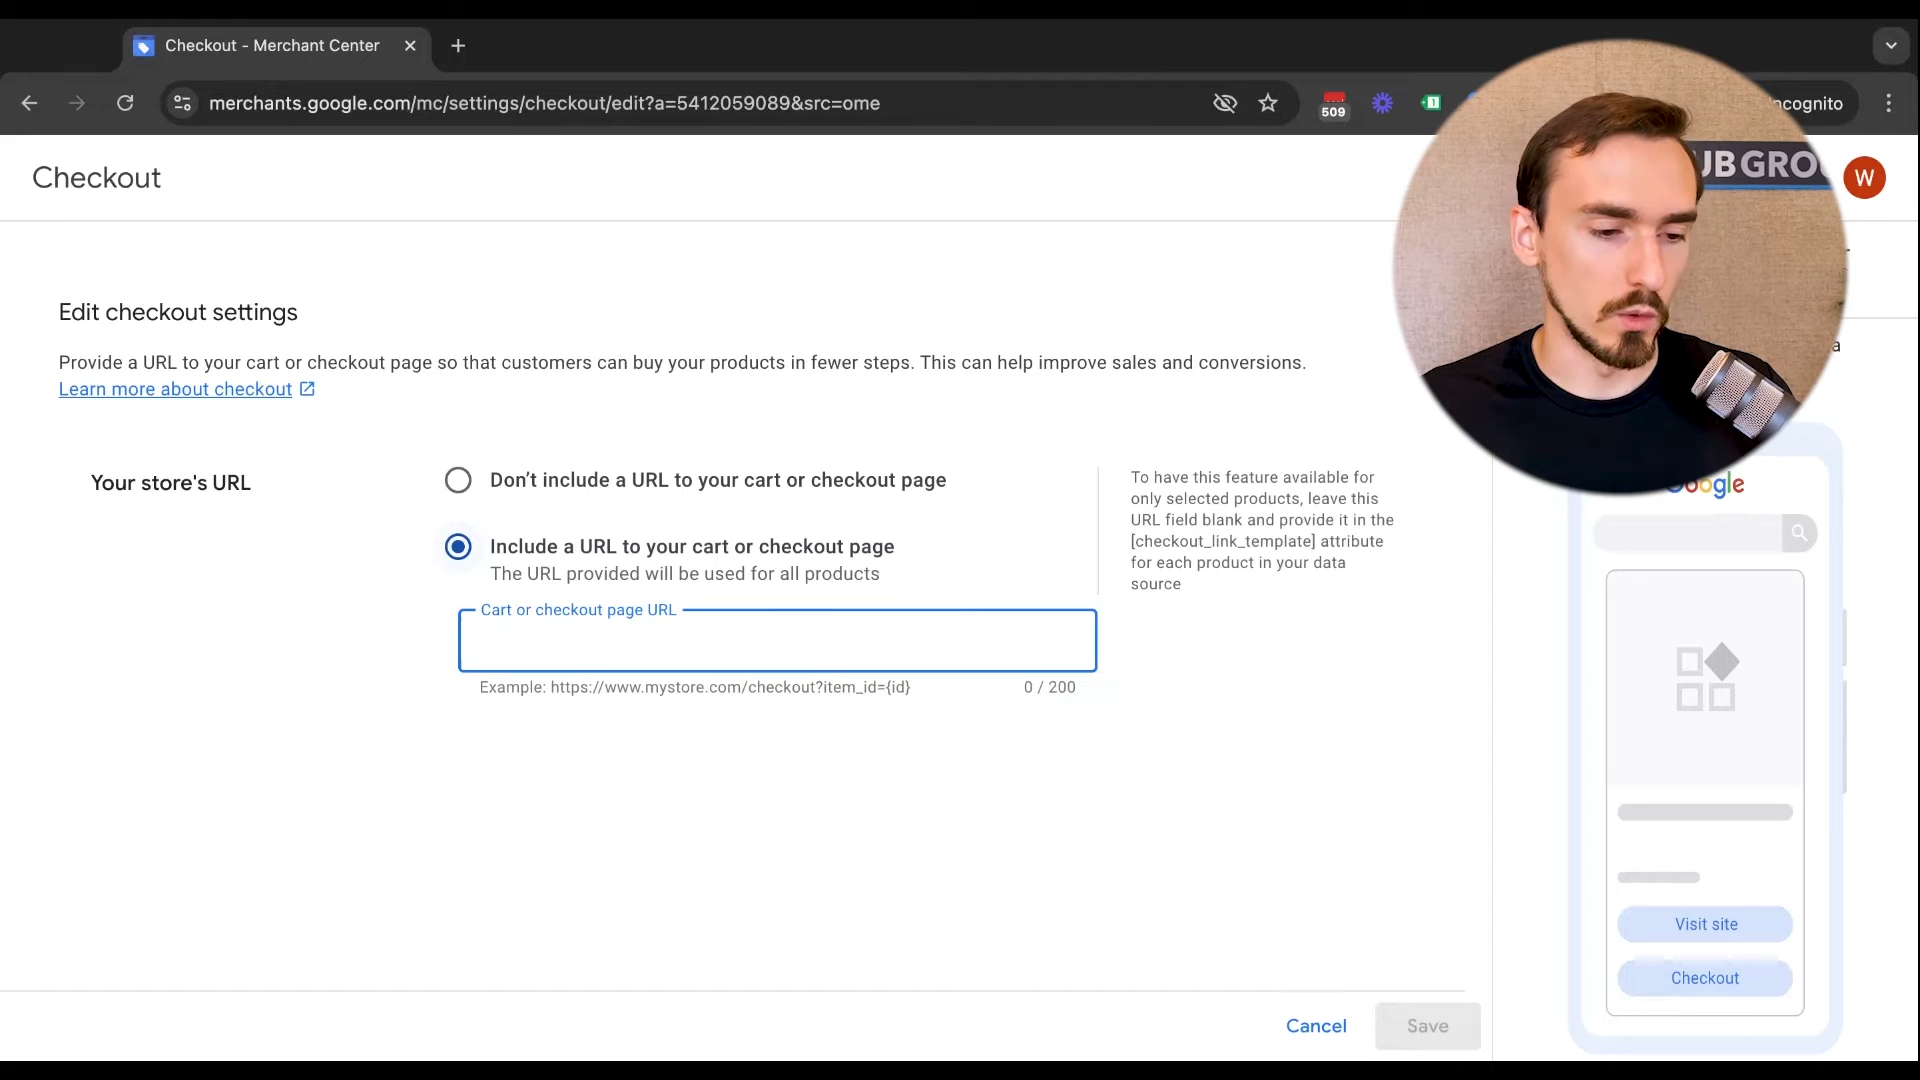 Checkout - Merchant Center
merchants.google.com/mc/settings/checkout/edit?a=5412059089&src=ome
509
1
W
Checkout
Edit checkout settings
Provide a URL to your cart or checkout page so that customers can buy your products in fewer steps. This can help improve sales and conversions.
Learn more about checkout
Your store's URL
Don’t include a URL to your cart or checkout page
Include a URL to your cart or checkout page
The URL provided will be used for all products
Cart or checkout page URL
Example: https://www.mystore.com/checkout?item_id={id}
0 / 200
To have this feature available for
only selected products, leave this
URL field blank and provide it in the
[checkout_link_template] attribute
for each product in your data
source
Google
Visit site
Checkout
Cancel
Save